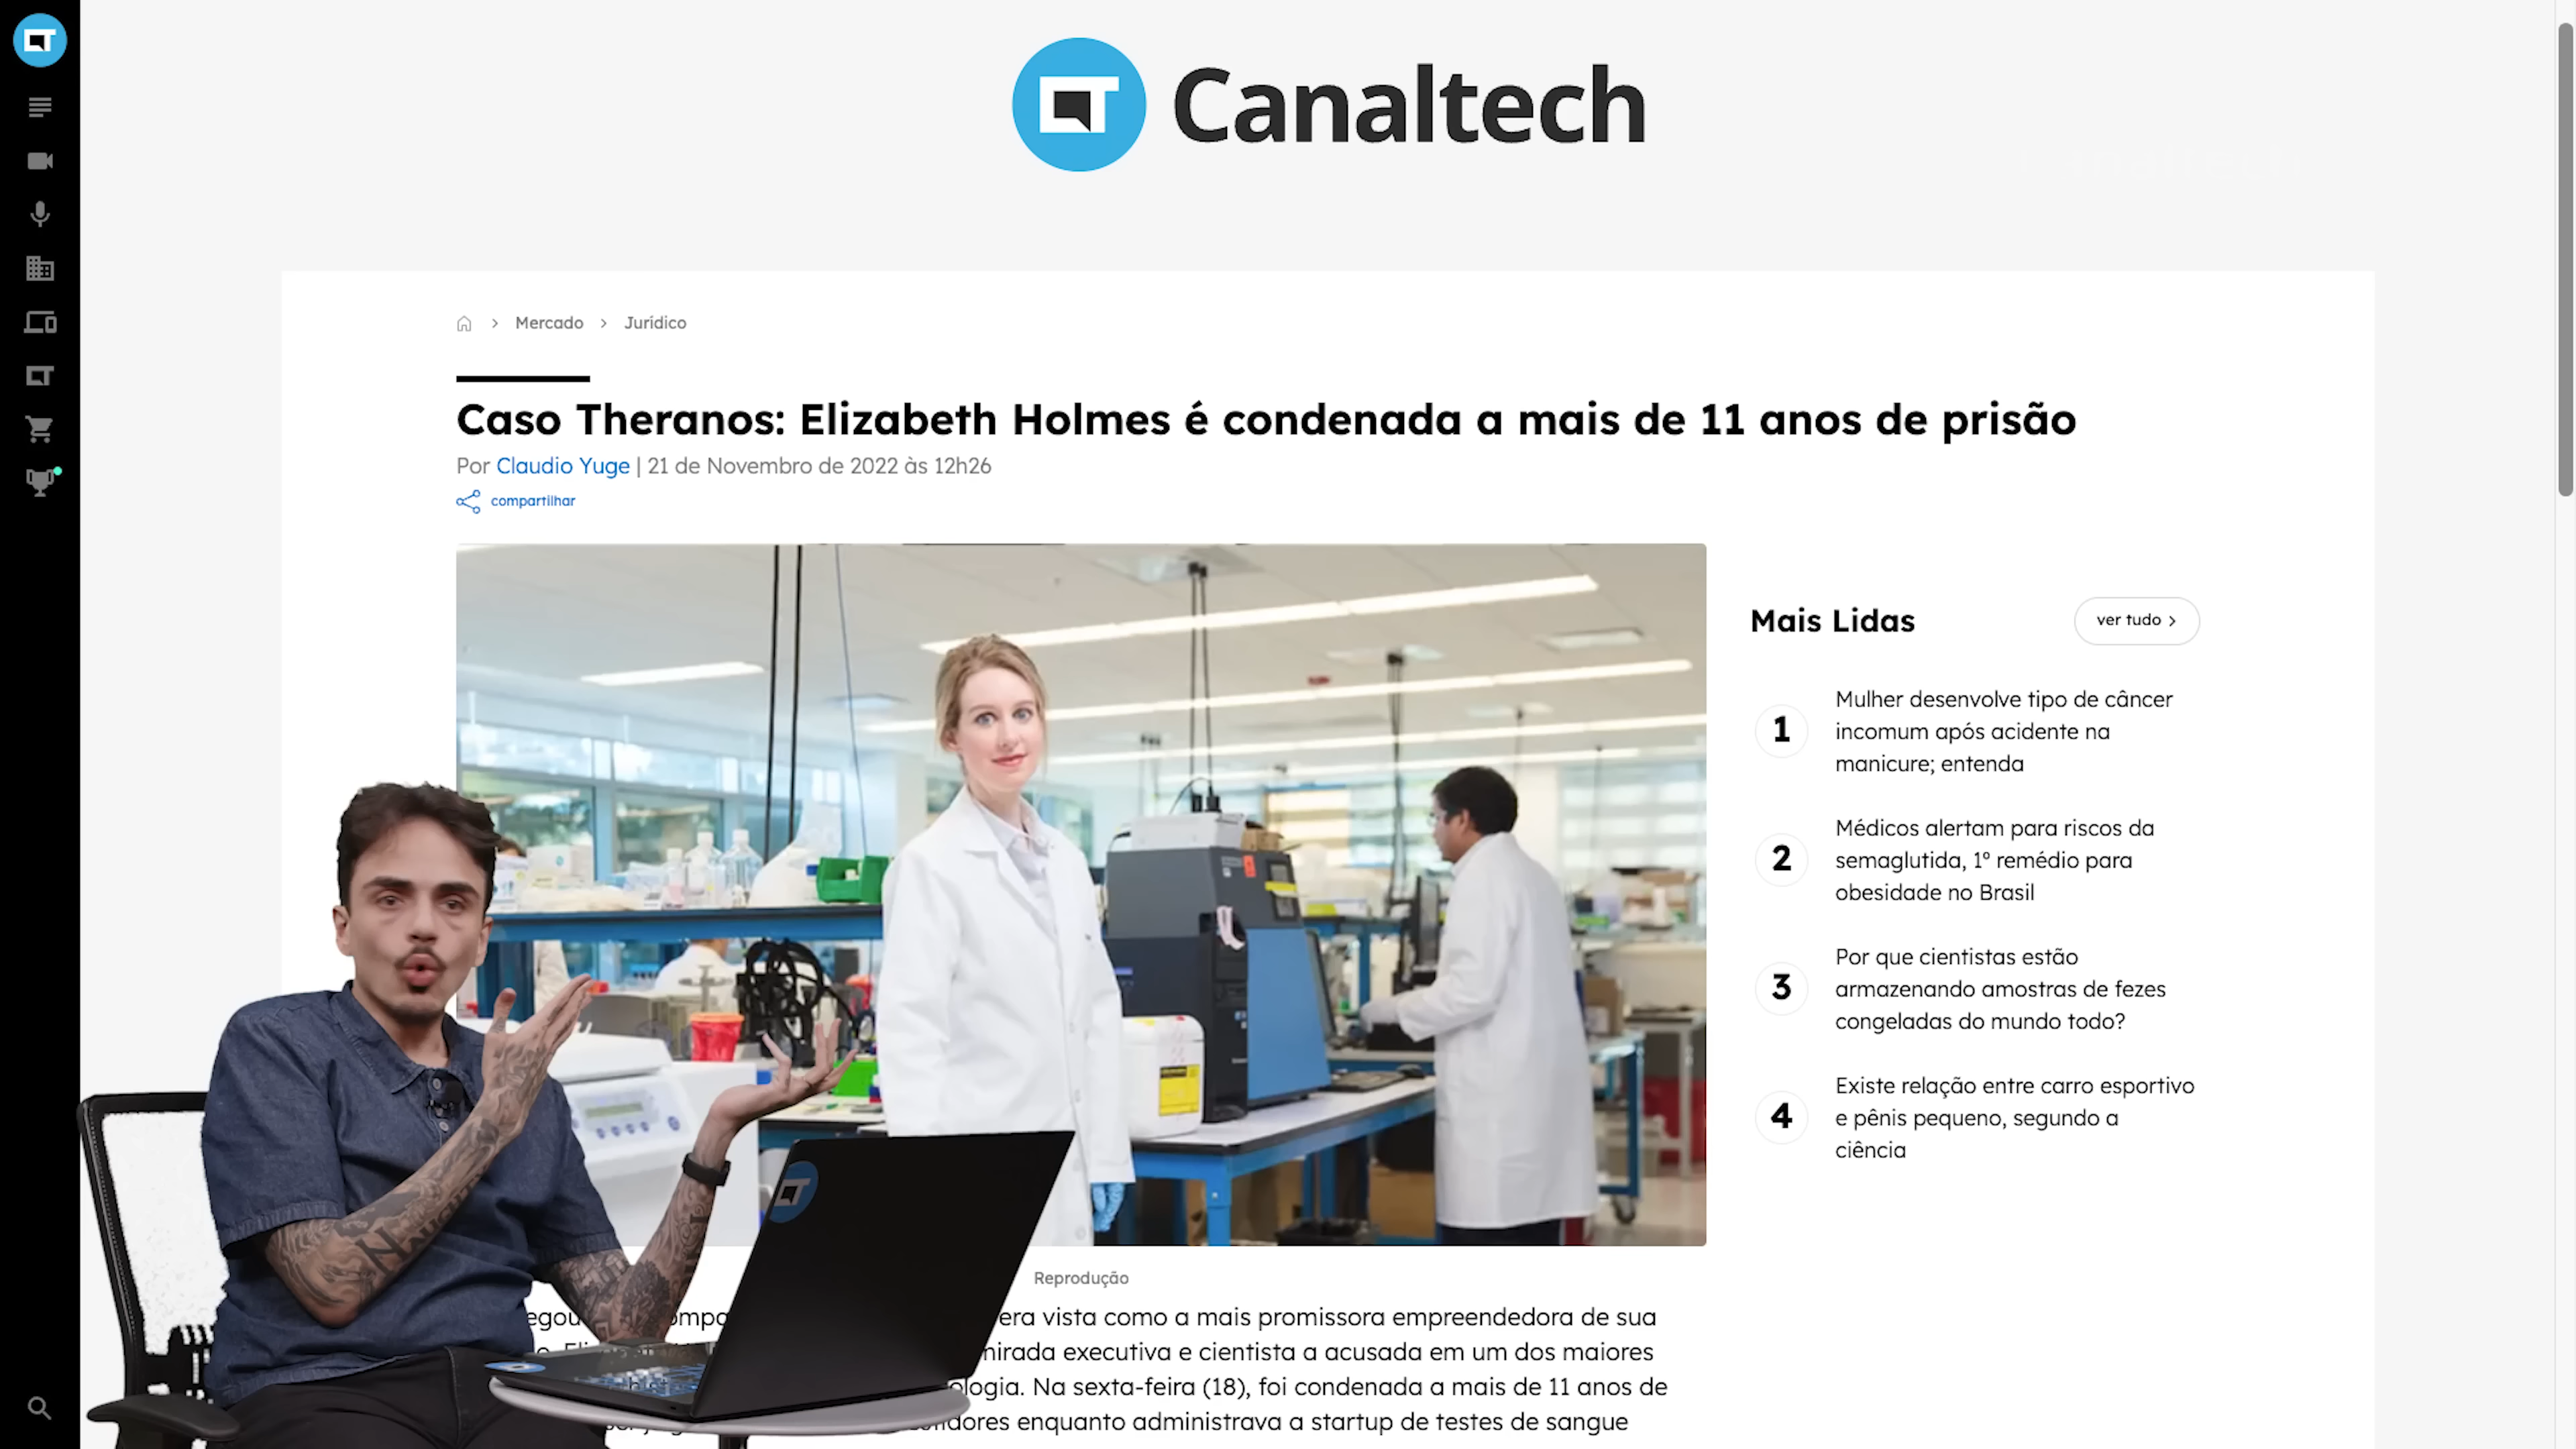 Canaltech
Mercado > Jurídico
Caso Theranos: Elizabeth Holmes é condenada a mais de 11 anos de prisão
Por Claudio Yuge | 21 de Novembro de 2022 às 12h26
compartilhar
Mais Lidas
ver tudo >
1
Mulher desenvolve tipo de câncer
incomum após acidente na
manicure; entenda
2
Médicos alertam para riscos da
semaglutida, 1º remédio para
obesidade no Brasil
3
Por que cientistas estão
armazenando amostras de fezes
congeladas do mundo todo?
4
Existe relação entre carro esportivo
e pênis pequeno, segundo a
ciência
Reprodução
era vista como a mais promissora empreendedora de sua
executiva e cientista a acusada em um dos maiores
Na sexta-feira (18), foi condenada a mais de 11 anos de
enquanto administrava a startup de testes de sangue